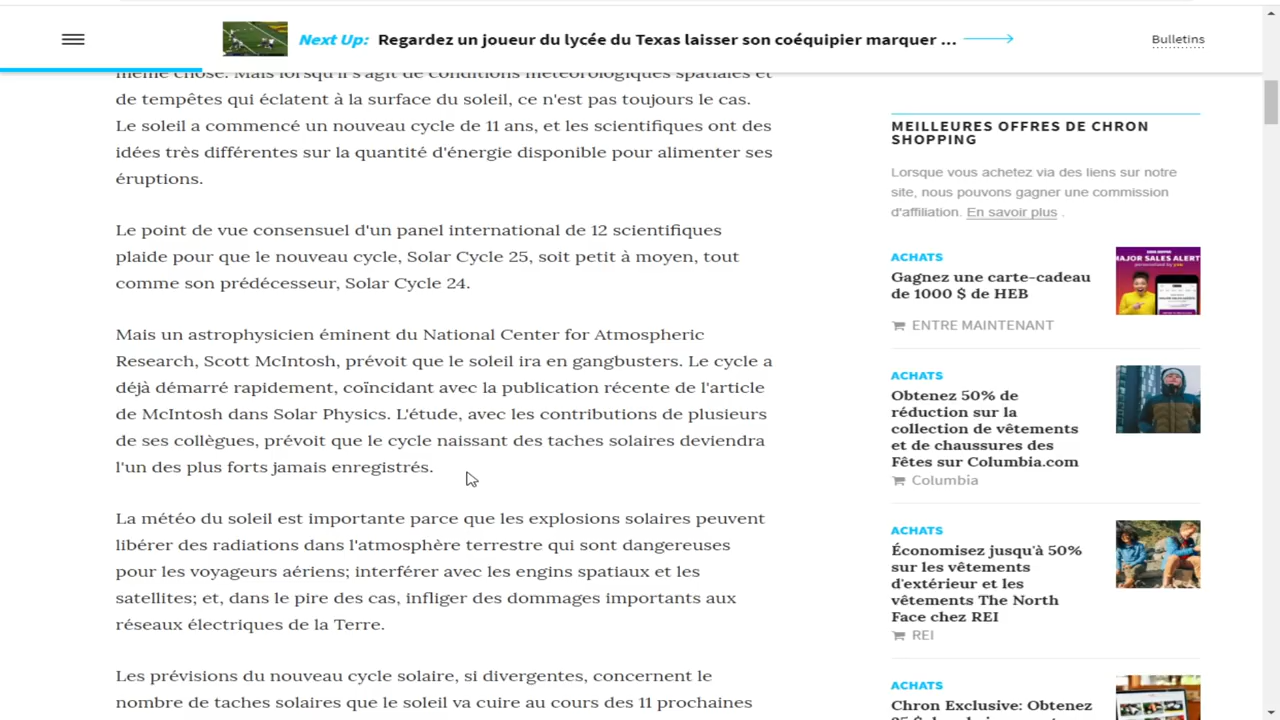 Next Up: Regardez un joueur du lycée du Texas laisser son coéquipier marquer ...
Bulletins
même chose. Mais lorsqu'il s'agit de conditions météorologiques spatiales et
de tempêtes qui éclatent à la surface du soleil, ce n'est pas toujours le cas.
Le soleil a commencé un nouveau cycle de 11 ans, et les scientifiques ont des
idées très différentes sur la quantité d'énergie disponible pour alimenter ses
éruptions.
Le point de vue consensuel d'un panel international de 12 scientifiques
plaide pour que le nouveau cycle, Solar Cycle 25, soit petit à moyen, tout
comme son prédécesseur, Solar Cycle 24.
Mais un astrophysicien éminent du National Center for Atmospheric
Research, Scott McIntosh, prévoit que le soleil ira en gangbusters. Le cycle a
déjà démarré rapidement, coïncidant avec la publication récente de l'article
de McIntosh dans Solar Physics. L'étude, avec les contributions de plusieurs
de ses collègues, prévoit que le cycle naissant des taches solaires deviendra
l'un des plus forts jamais enregistrés.
La météo du soleil est importante parce que les explosions solaires peuvent
libérer des radiations dans l'atmosphère terrestre qui sont dangereuses
pour les voyageurs aériens; interférer avec les engins spatiaux et les
satellites; et, dans le pire des cas, infliger des dommages importants aux
réseaux électriques de la Terre.
Les prévisions du nouveau cycle solaire, si divergentes, concernent le
nombre de taches solaires que le soleil va cuire au cours des 11 prochaines
MEILLEURES OFFRES DE CHRON
SHOPPING
Lorsque vous achetez via des liens sur notre
site, nous pouvons gagner une commission
d'affiliation. En savoir plus .
ACHATS
Gagnez une carte-cadeau
de 1000 $ de HEB
ENTRE MAINTENANT
MAJOR SALES ALERT
ACHATS
Obtenez 50% de
réduction sur la
collection de vêtements
et de chaussures des
Fêtes sur Columbia.com
Columbia
ACHATS
Économisez jusqu'à 50%
sur les vêtements
d'extérieur et les
vêtements The North
Face chez REI
REI
ACHATS
Chron Exclusive: Obtenez